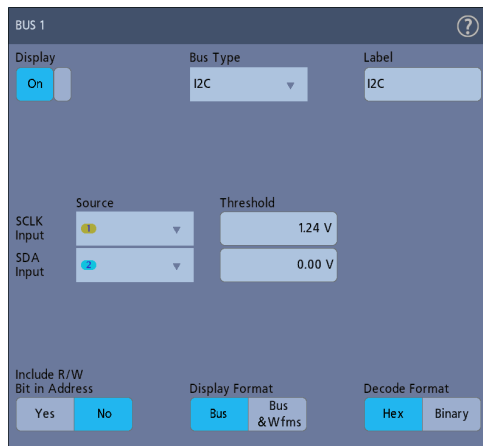 BUS 1 ?
Display Bus Type Label
On I2C I2C
Source Threshold
SCLK
Input 1 1.24 V
SDA
Input 2 0.00 V
Include R/W
Bit in Address Display Format Decode Format
Yes No Bus Bus
&Wfms Hex Binary